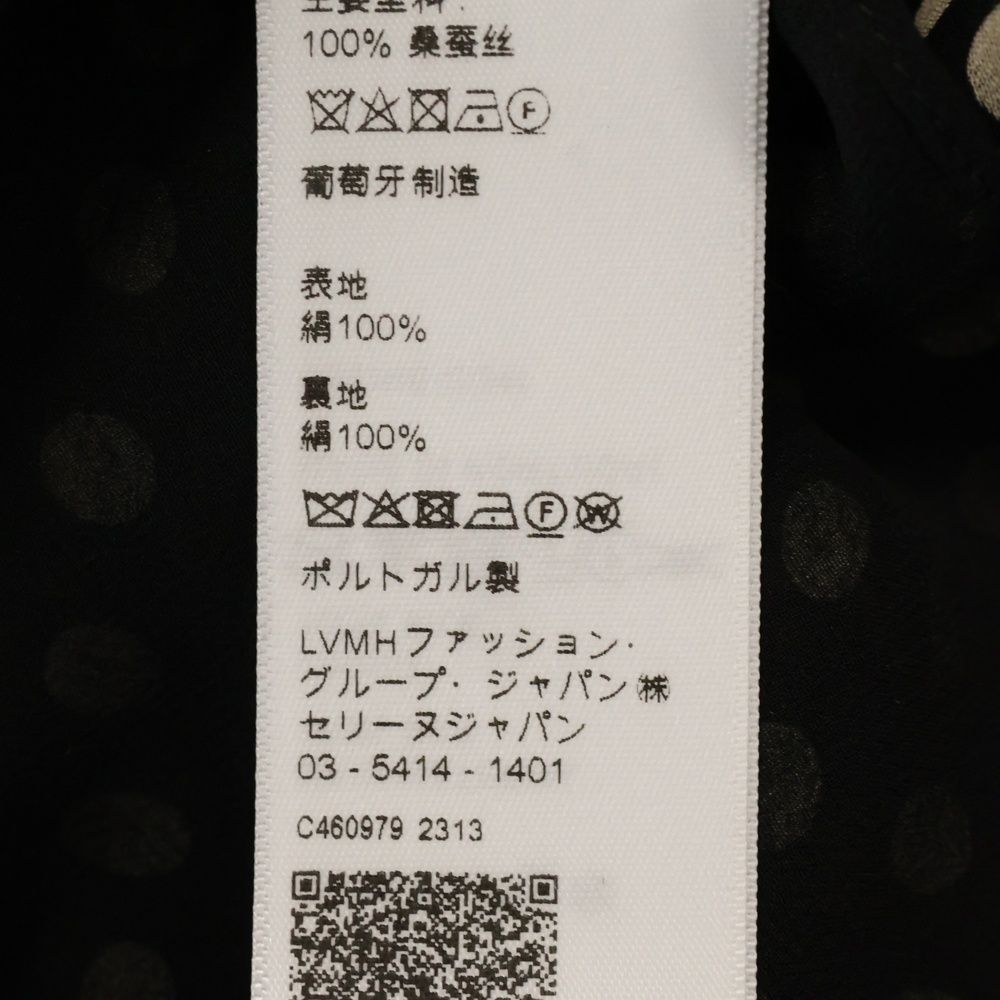 100% 桑蚕丝
F
葡萄牙制造
表地
絹100%
裏地
絹100%
F W
ポルトガル製
LVMHファッション・
グループ・ジャパン㈱
セリーヌジャパン
03 - 5414 - 1401
C460979 2313